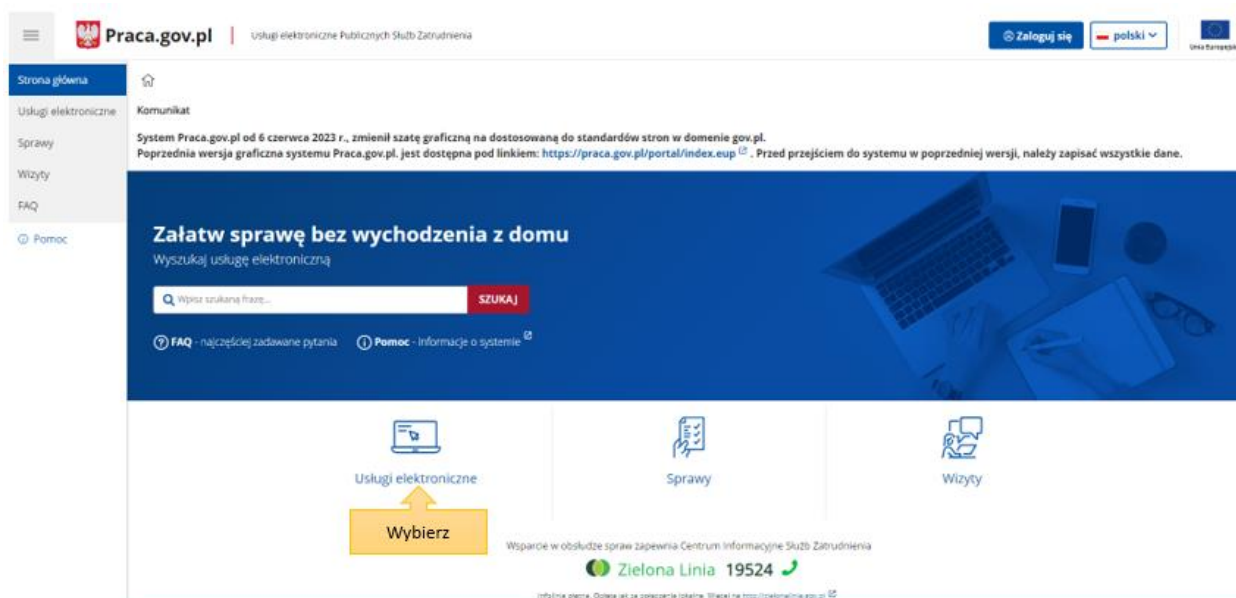 Praca.gov.pl
Usługi elektroniczne Publicznych Służb Zatrudnienia
Zaloguj się
polski
Unia Europejska
Strona główna
Usługi elektroniczne
Sprawy
Wizyty
FAQ
Pomoc
Komunikat
System Praca.gov.pl od 6 czerwca 2023 r., zmienił szatę graficzną na dostosowaną do standardów stron w domenie gov.pl.
Poprzednia wersja graficzna systemu Praca.gov.pl. jest dostępna pod linkiem: https://praca.gov.pl/portal/index.eup . Przed przejściem do systemu w poprzedniej wersji, należy zapisać wszystkie dane.
Załatw sprawę bez wychodzenia z domu
Wyszukaj usługę elektroniczną
Wpisz szukaną frazę...
SZUKAJ
FAQ - najczęściej zadawane pytania
Pomoc - Informacje o systemie
Usługi elektroniczne
Sprawy
Wizyty
Wybierz
Wsparcie w obsłudze spraw zapewnia Centrum Informacyjne Służb Zatrudnienia
Zielona Linia 19524